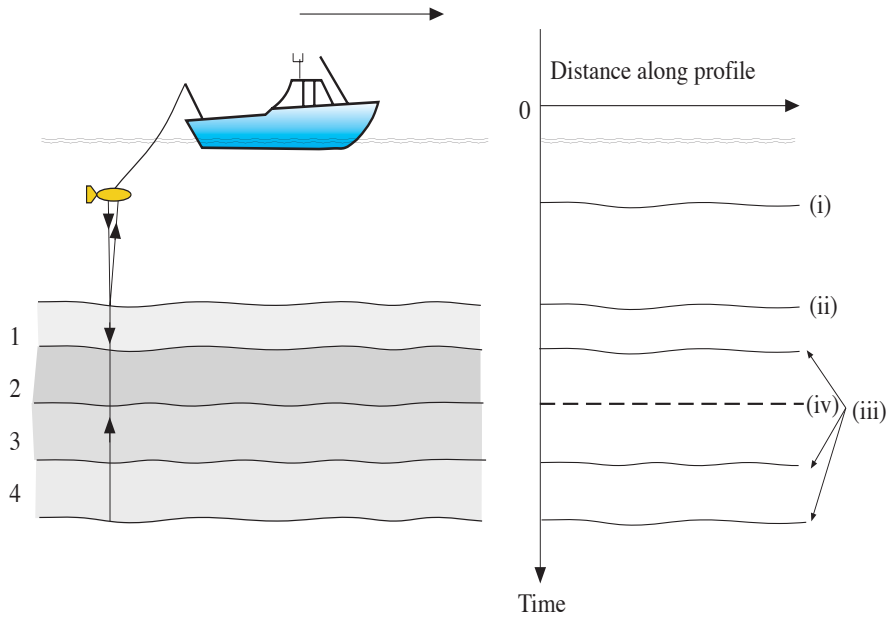 Distance along profile
0
(i)
(ii)
1
2
(iv)
(iii)
3
4
Time